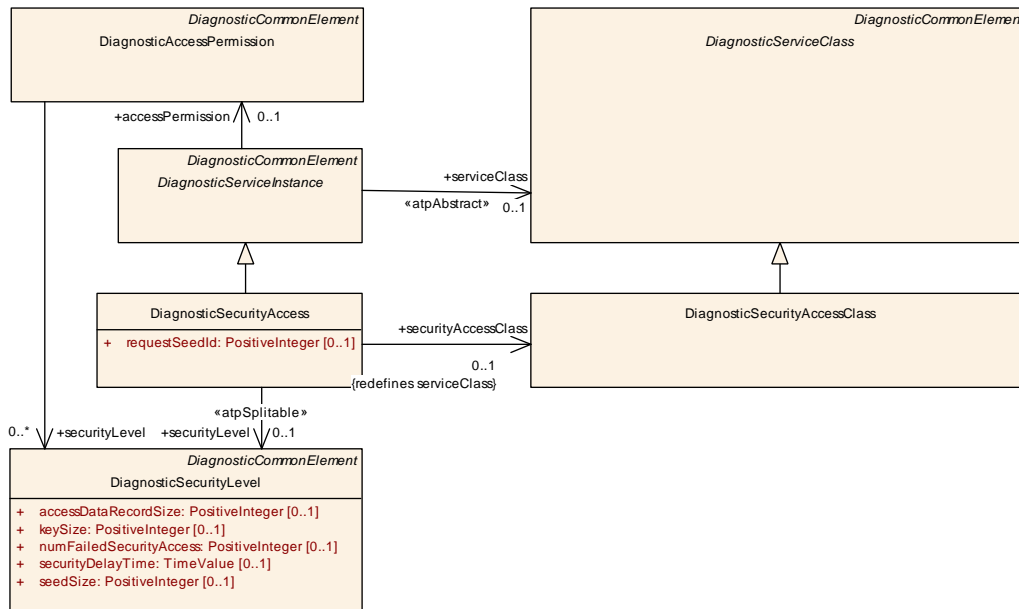 DiagnosticCommonElement
DiagnosticAccessPermission
DiagnosticCommonElement
DiagnosticServiceClass
+accessPermission
0..1
DiagnosticCommonElement
DiagnosticServiceInstance
+serviceClass
«atpAbstract»
0..1
DiagnosticSecurityAccess
+ requestSeedId: PositiveInteger [0..1]
+securityAccessClass
0..1
{redefines serviceClass}
DiagnosticSecurityAccessClass
«atpSplitable»
0..*
+securityLevel
+securityLevel
0..1
DiagnosticCommonElement
DiagnosticSecurityLevel
+ accessDataRecordSize: PositiveInteger [0..1]
+ keySize: PositiveInteger [0..1]
+ numFailedSecurityAccess: PositiveInteger [0..1]
+ securityDelayTime: TimeValue [0..1]
+ seedSize: PositiveInteger [0..1]